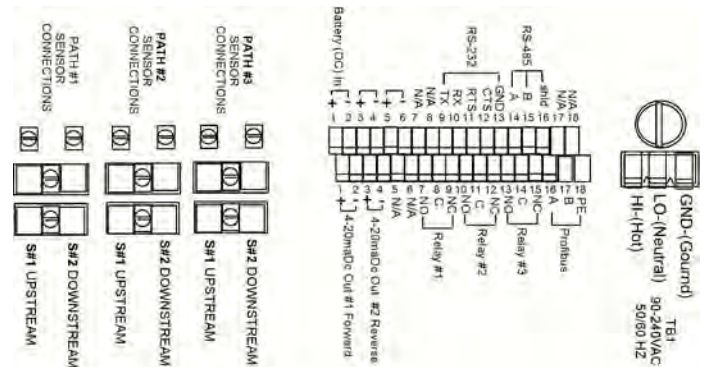 PATH #1
SENSOR
CONNECTIONS
PATH #2
SENSOR
CONNECTIONS
PATH #3
SENSOR
CONNECTIONS
S#1 UPSTREAM
S#2 DOWNSTREAM
S#1 UPSTREAM
S#2 DOWNSTREAM
S#1 UPSTREAM
S#2 DOWNSTREAM
Battery (DC) In
RS-232
RS-485
N/A
N/A
TX
RX
RTS
CTS
GND
A
B
shld
N/A
N/A
+ - + - + -
1 2 3 4 5 6 7 8 9 10 11 12 13 14 15 16 17 18
1 2 3 4 5 6 7 8 9 10 11 12 13 14 15 16 17 18
+ - + -
N/A
N/A
NO
C
NC
NO
C
NC
NO
C
NC
A
B
PE
4-20maDc Out #1 Forward
4-20maDc Out #2 Reverse
Relay #1
Relay #2
Relay #3
Profibus
GND-(Gournd)
LO-(Neutral)
HI-(Hot)
TB1
90-240VAC
50/60 HZ